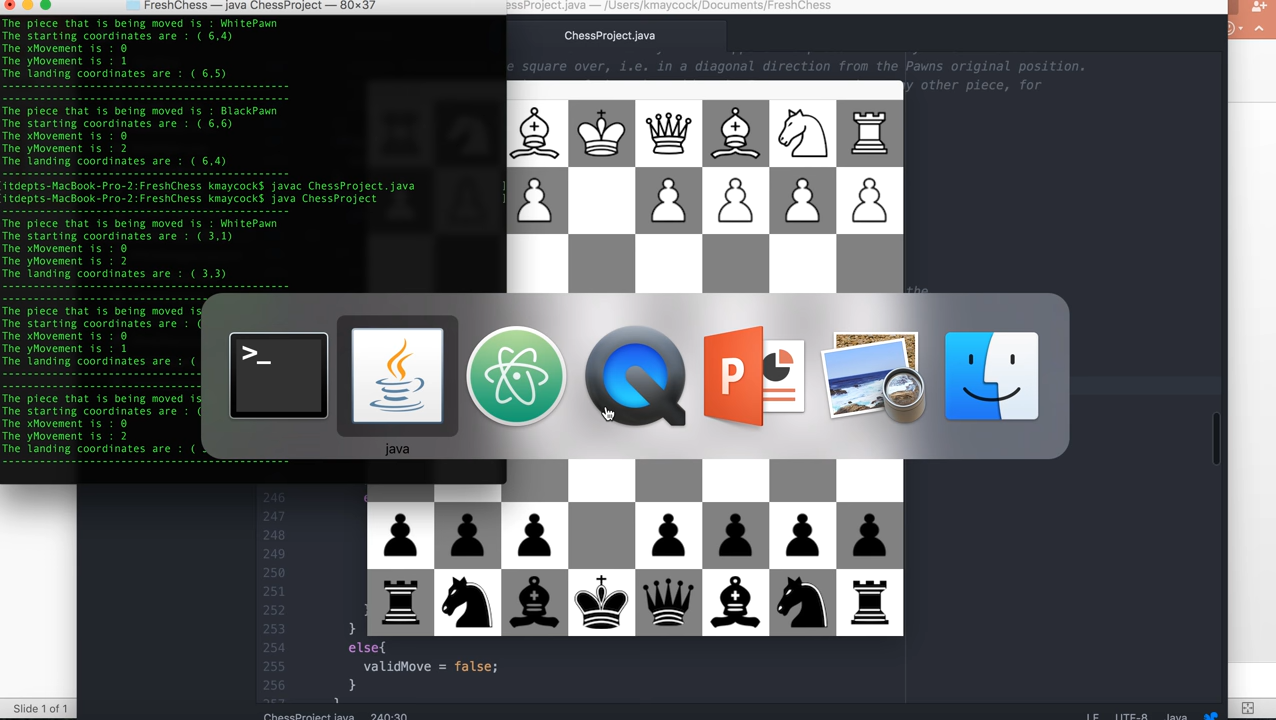 FreshChess — java ChessProject — 80×37
The piece that is being moved is : WhitePawn
The starting coordinates are : ( 6,4)
The xMovement is : 0
The yMovement is : 1
The landing coordinates are : ( 6,5)
----------------------------------------
----------------------------------------
The piece that is being moved is : BlackPawn
The starting coordinates are : ( 6,6)
The xMovement is : 0
The yMovement is : 2
The landing coordinates are : ( 6,4)
----------------------------------------
[itdepts-MacBook-Pro-2:FreshChess kmaycock$ javac ChessProject.java ]
[itdepts-MacBook-Pro-2:FreshChess kmaycock$ java ChessProject ]
----------------------------------------
The piece that is being moved is : WhitePawn
The starting coordinates are : ( 3,1)
The xMovement is : 0
The yMovement is : 2
The landing coordinates are : ( 3,3)
----------------------------------------
----------------------------------------
The piece that is being moved is
The starting coordinates are : (
The xMovement is : 0
The yMovement is : 1
The landing coordinates are : (
----------------------------------------
----------------------------------------
The piece that is being moved is
The starting coordinates are : (
The xMovement is : 0
The yMovement is : 2
The landing coordinates are : (
----------------------------------------
essProject.java — /Users/kmaycock/Documents/FreshChess
ChessProject.java
e square over, i.e. in a diagonal direction from the Pawns original position.
y other piece, for
the
>_
java
P
246
247
248
249
250
251
252 }
253 }
254 else{
255 validMove = false;
256 }
ChessProject.java 240:30
LF UTF-8 Java
Slide 1 of 1